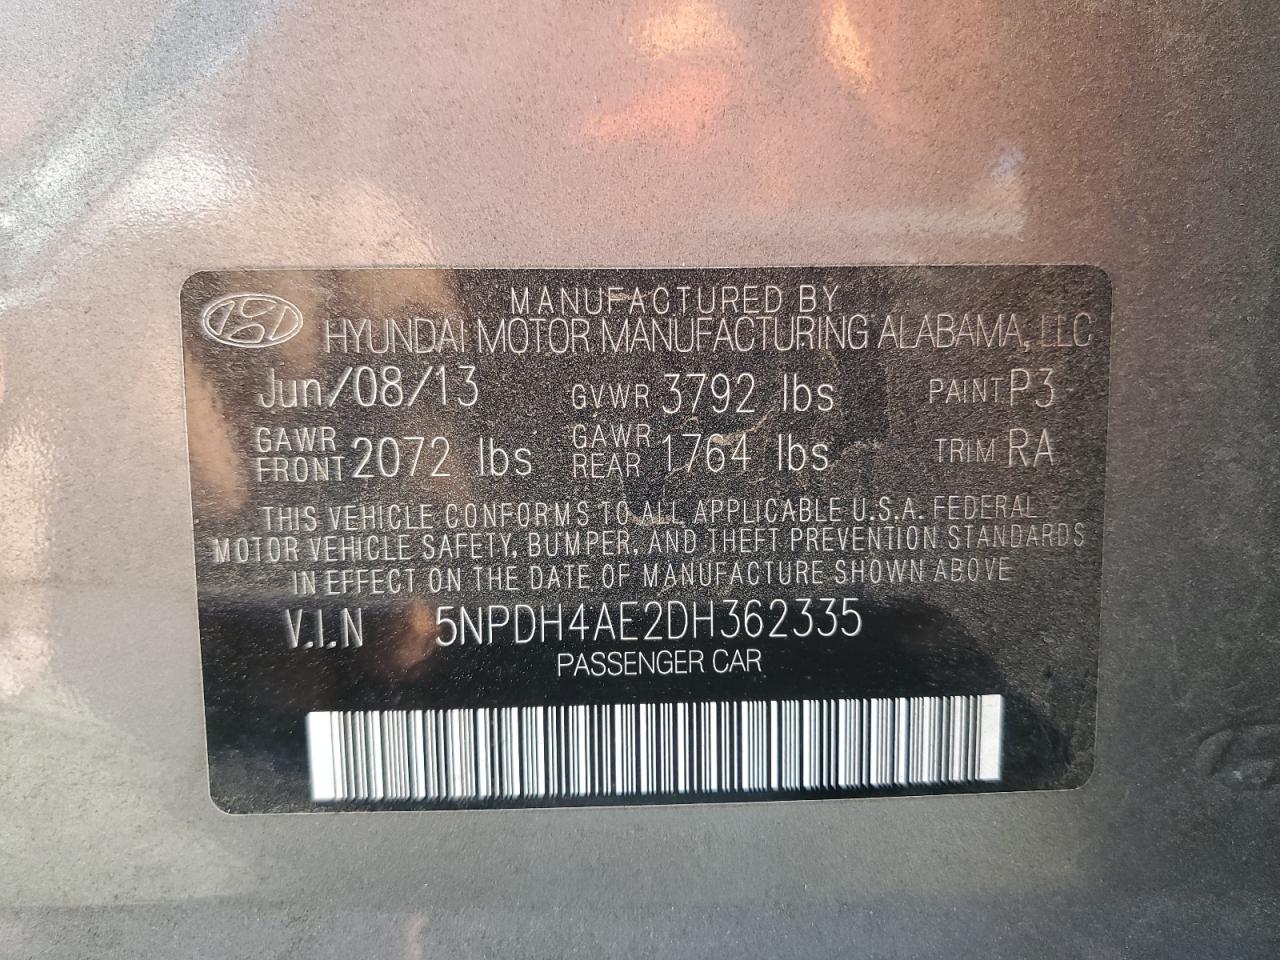 MANUFACTURED BY
HYUNDAI MOTOR MANUFACTURING ALABAMA, LLC
Jun/08/13 GVWR 3792 lbs PAINT P3
GAWR FRONT 2072 lbs GAWR REAR 1764 lbs TRIM RA
THIS VEHICLE CONFORMS TO ALL APPLICABLE U.S.A. FEDERAL
MOTOR VEHICLE SAFETY, BUMPER, AND THEFT PREVENTION STANDARDS
IN EFFECT ON THE DATE OF MANUFACTURE SHOWN ABOVE
V.I.N 5NPDH4AE2DH362335
PASSENGER CAR